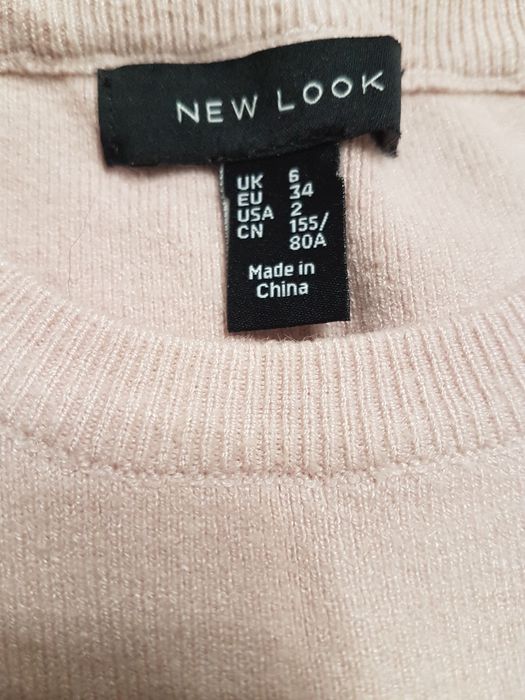 NEW LOOK
UK 6
EU 34
USA 2
CN 155/
80A
Made in
China